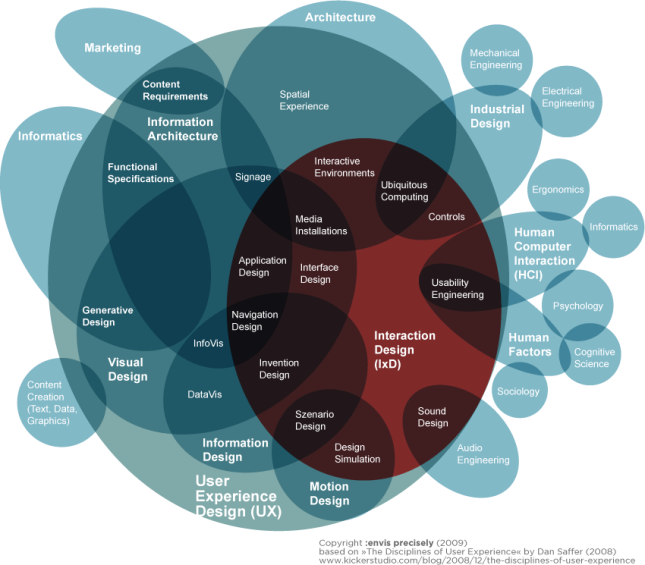 Architecture
Marketing
Mechanical
Engineering
Content
Requirements
Electrical
Engineering
Spatial
Experience
Industrial
Design
Information
Architecture
Informatics
Functional
Specifications
Signage
Interactive
Environments
Ubiquitous
Computing
Ergonomics
Media
Installations
Controls
Informatics
Human
Computer
Interaction
(HCI)
Application
Design
Interface
Design
Usability
Engineering
Psychology
Generative
Design
Navigation
Design
InfoVis
Interaction
Design
(IxD)
Human
Factors
Cognitive
Science
Visual
Design
Invention
Design
Content
Creation
(Text, Data,
Graphics)
DataVis
Sociology
Szenario
Design
Sound
Design
Information
Design
Design
Simulation
Audio
Engineering
User
Experience
Design (UX)
Motion
Design
Copyright :envis precisely (2009)
based on »The Disciplines of User Experience« by Dan Saffer (2008)
www.kickerstudio.com/blog/2008/12/the-disciplines-of-user-experience